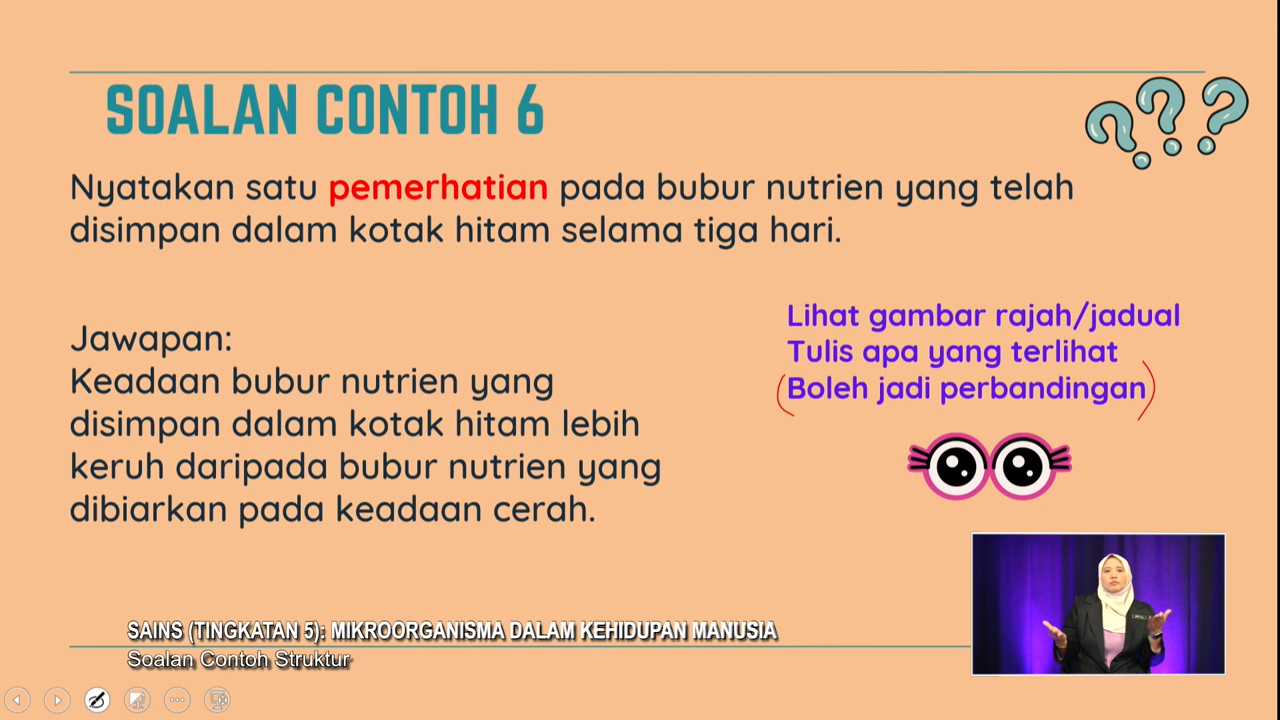 SOALAN CONTOH 6
Nyatakan satu pemerhatian pada bubur nutrien yang telah
disimpan dalam kotak hitam selama tiga hari.
Jawapan:
Keadaan bubur nutrien yang
disimpan dalam kotak hitam lebih
keruh daripada bubur nutrien yang
dibiarkan pada keadaan cerah.
Lihat gambar rajah/jadual
Tulis apa yang terlihat
Boleh jadi perbandingan
SAINS (TINGKATAN 5): MIKROORGANISMA DALAM KEHIDUPAN MANUSIA
Soalan Contoh Struktur